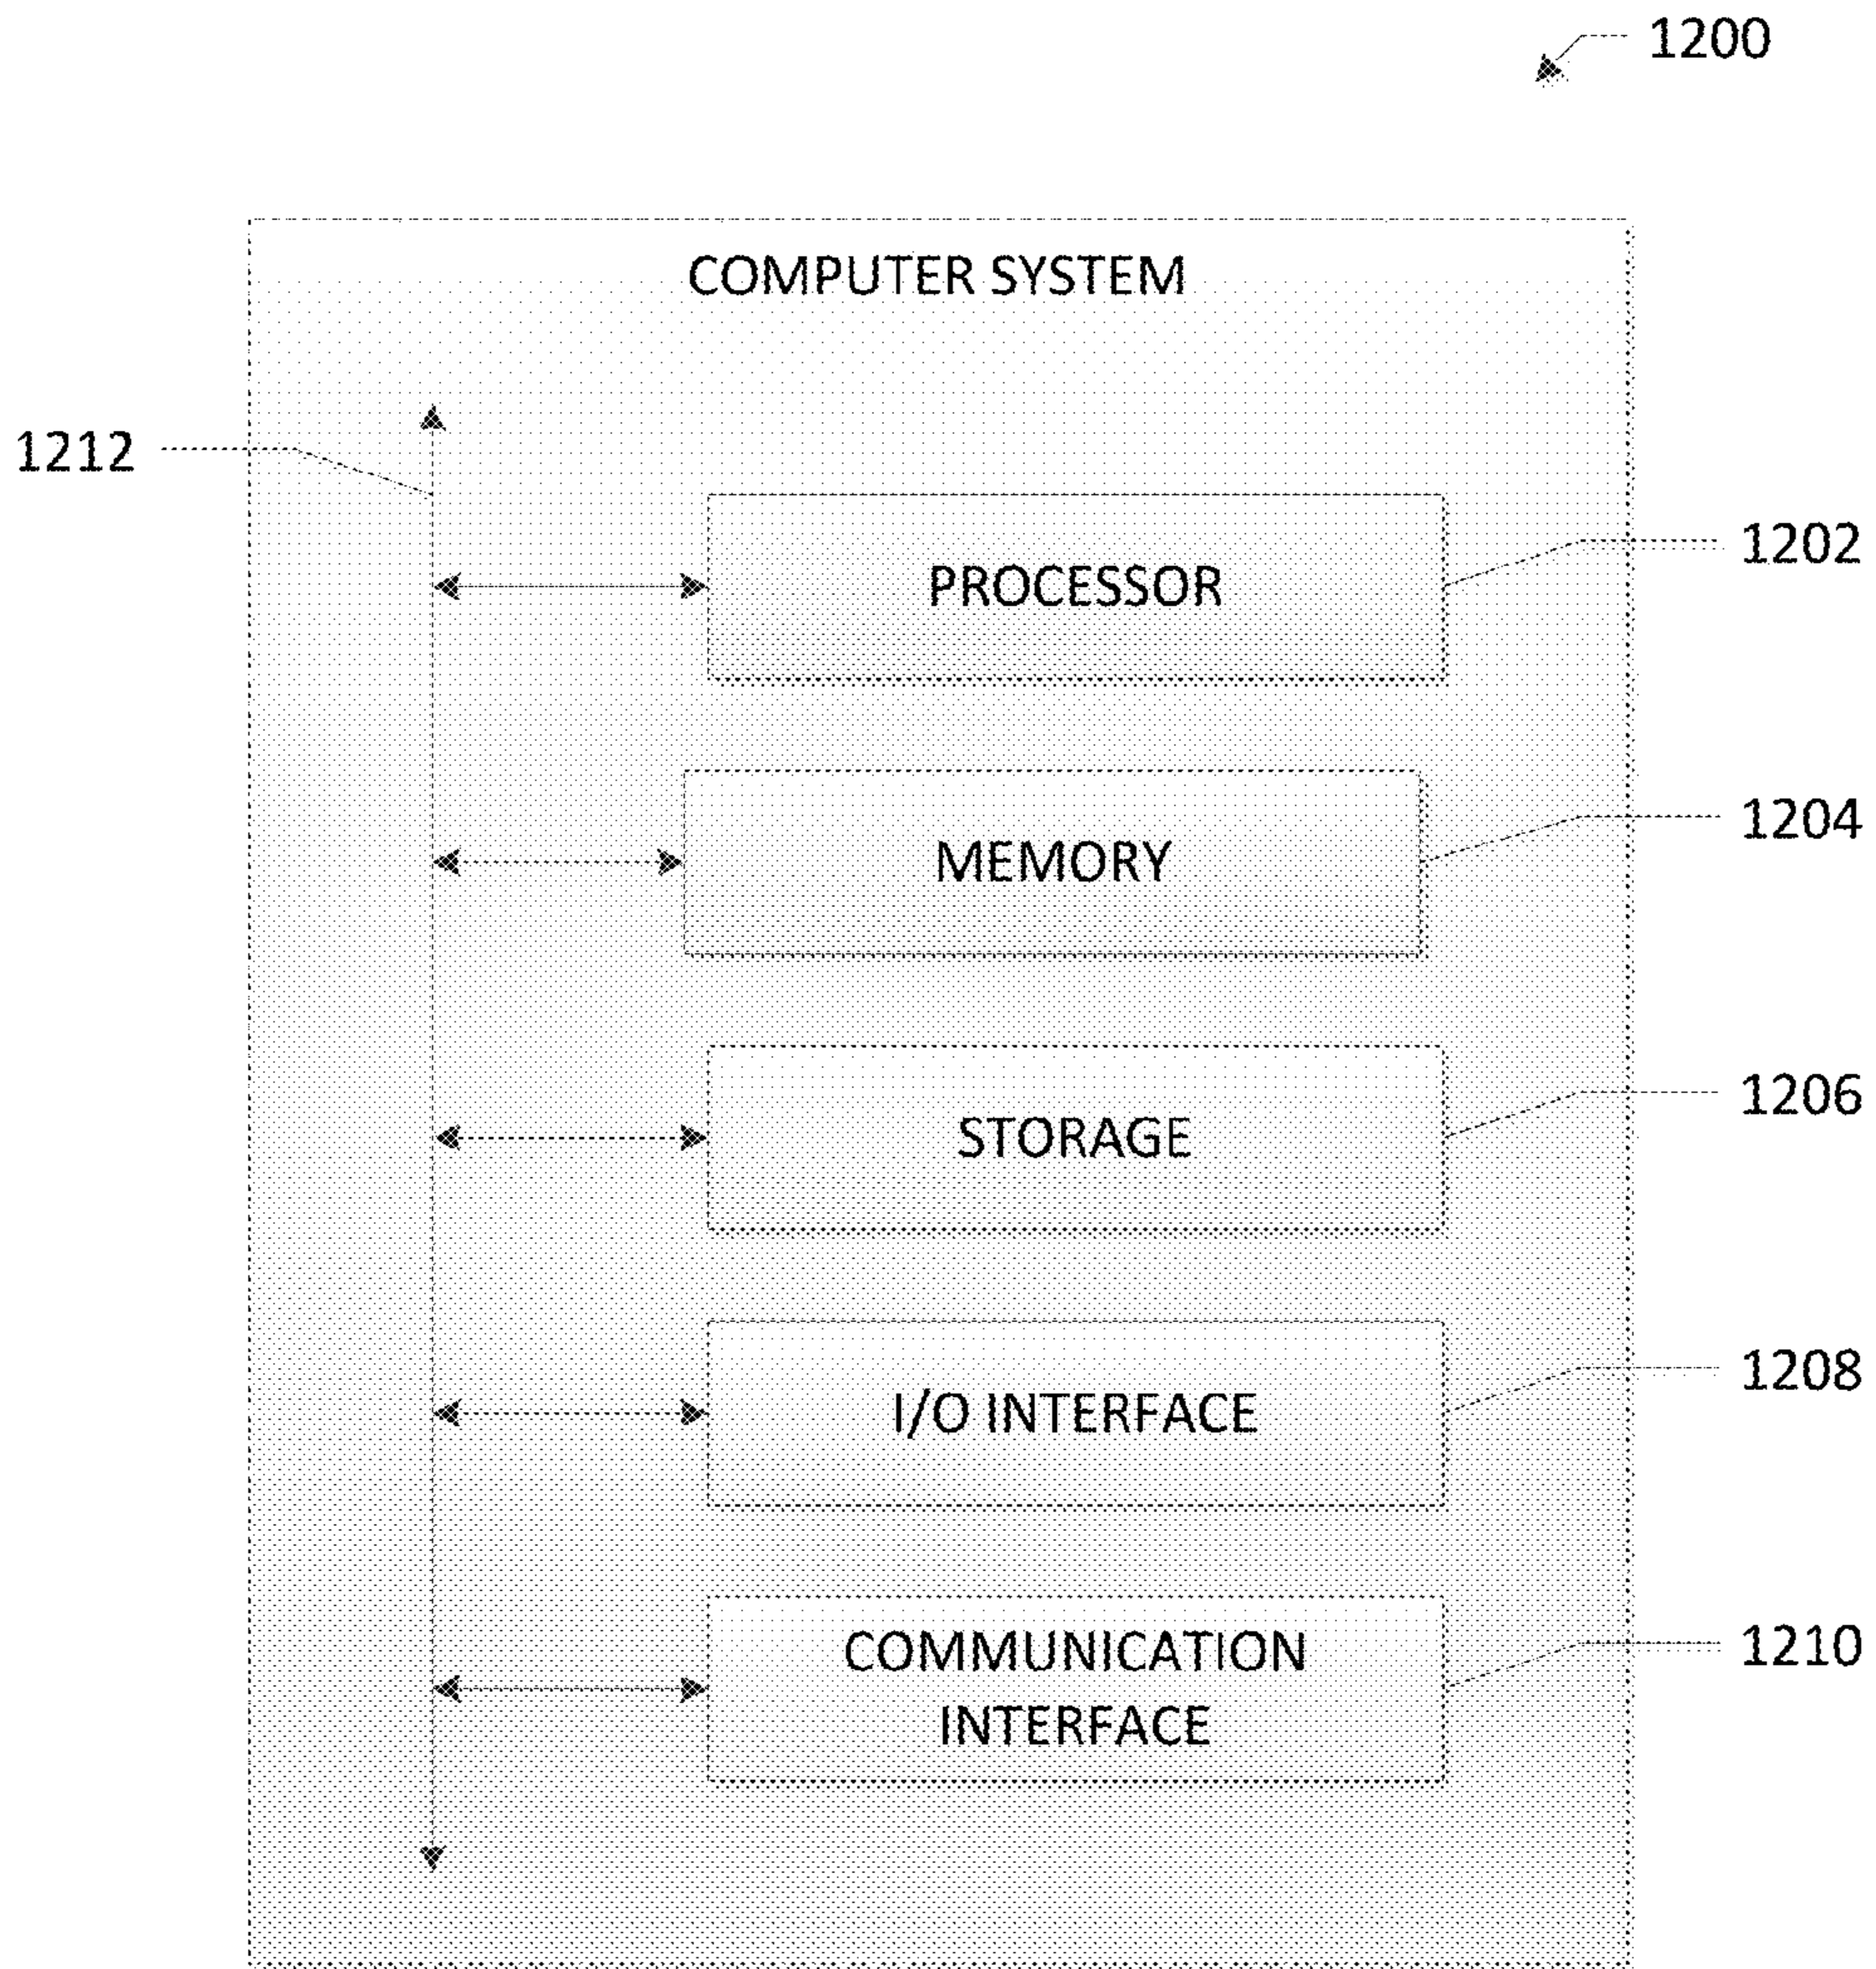 1200
COMPUTER SYSTEM
1212
PROCESSOR
1202
MEMORY
1204
STORAGE
1206
I/O INTERFACE
1208
COMMUNICATION
INTERFACE
1210